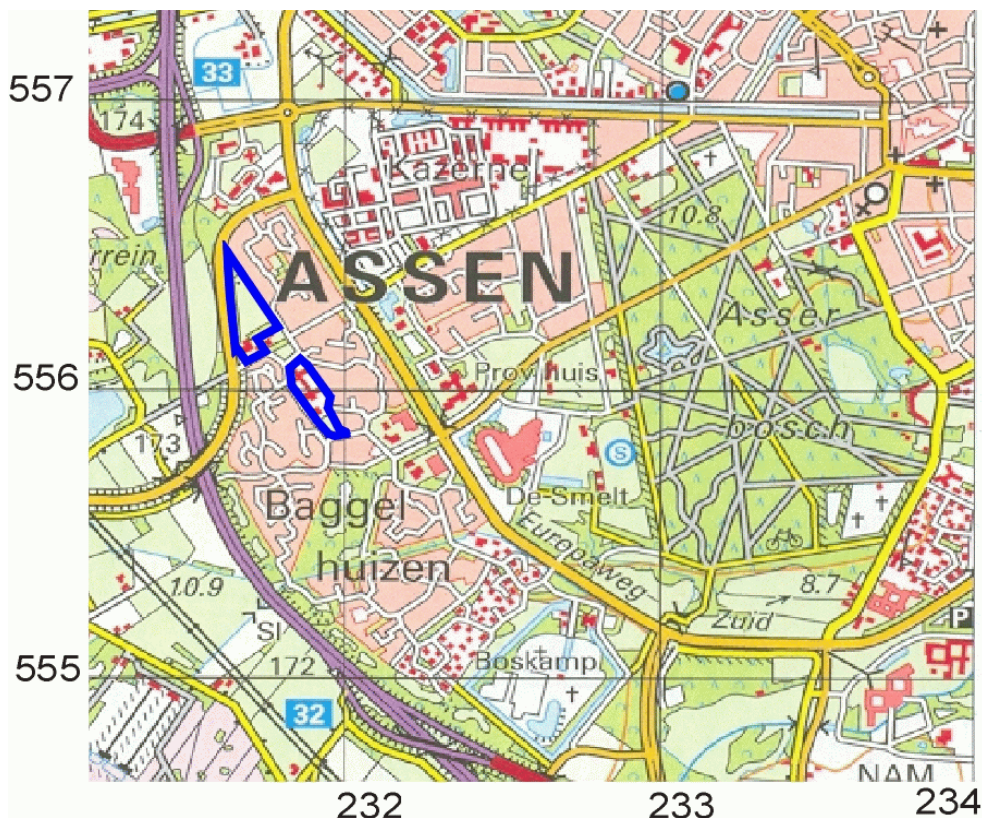 557
33
174
Kazerne
10.8
rrein
ASSEN
Asser
556
Prov.huis
173
bosch
S
De Smelt
Baggel
huizen
Europaweg
10.9
8.7
Zuid
SI
P
555
172
Boskamp
32
NAM
232
233
234